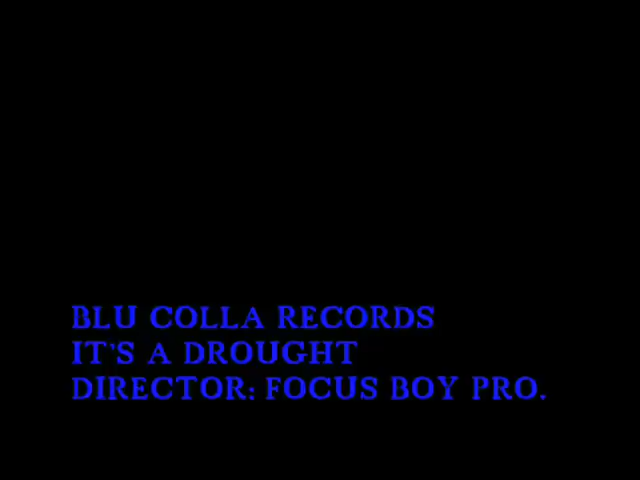 BLU COLLA RECORDS
IT'S A DROUGHT
DIRECTOR: FOCUS BOY PRO.